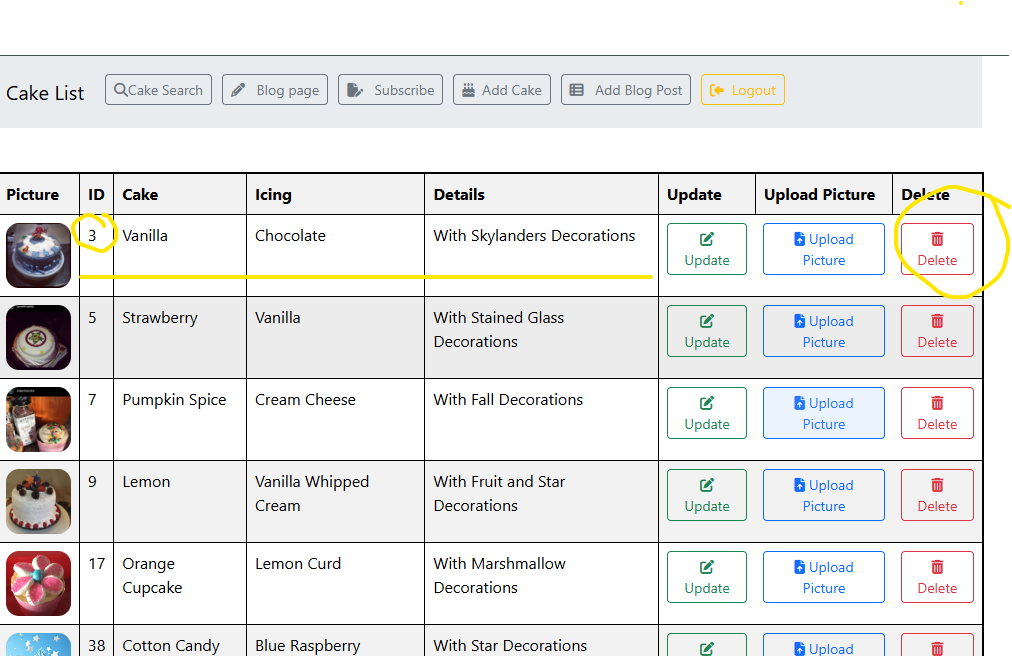 Cake List Cake Search Blog page Subscribe Add Cake Add Blog Post Logout
Picture ID Cake Icing Details Update Upload Picture Delete
3 Vanilla Chocolate With Skylanders Decorations Update Upload Picture Delete
5 Strawberry Vanilla With Stained Glass Decorations Update Upload Picture Delete
7 Pumpkin Spice Cream Cheese With Fall Decorations Update Upload Picture Delete
9 Lemon Vanilla Whipped Cream With Fruit and Star Decorations Update Upload Picture Delete
17 Orange Cupcake Lemon Curd With Marshmallow Decorations Update Upload Picture Delete
38 Cotton Candy Blue Raspberry With Star Decorations Upload